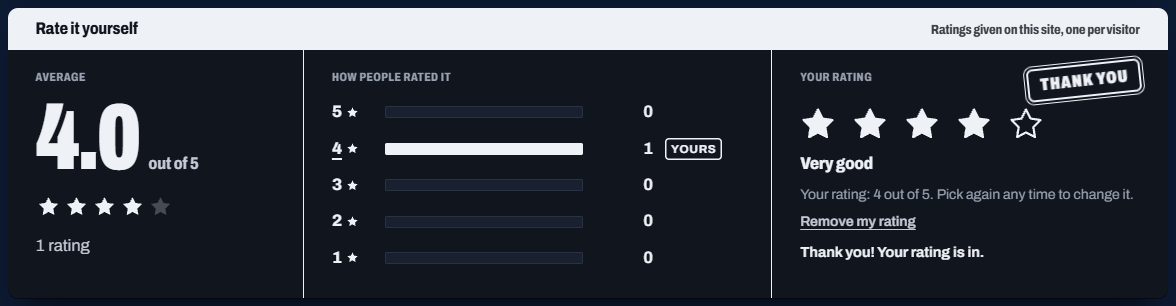 Rate it yourself
Ratings given on this site, one per visitor
AVERAGE
4.0 out of 5
1 rating
HOW PEOPLE RATED IT
5 ★ 0
4 ★ 1 YOURS
3 ★ 0
2 ★ 0
1 ★ 0
YOUR RATING
THANK YOU
Very good
Your rating: 4 out of 5. Pick again any time to change it.
Remove my rating
Thank you! Your rating is in.